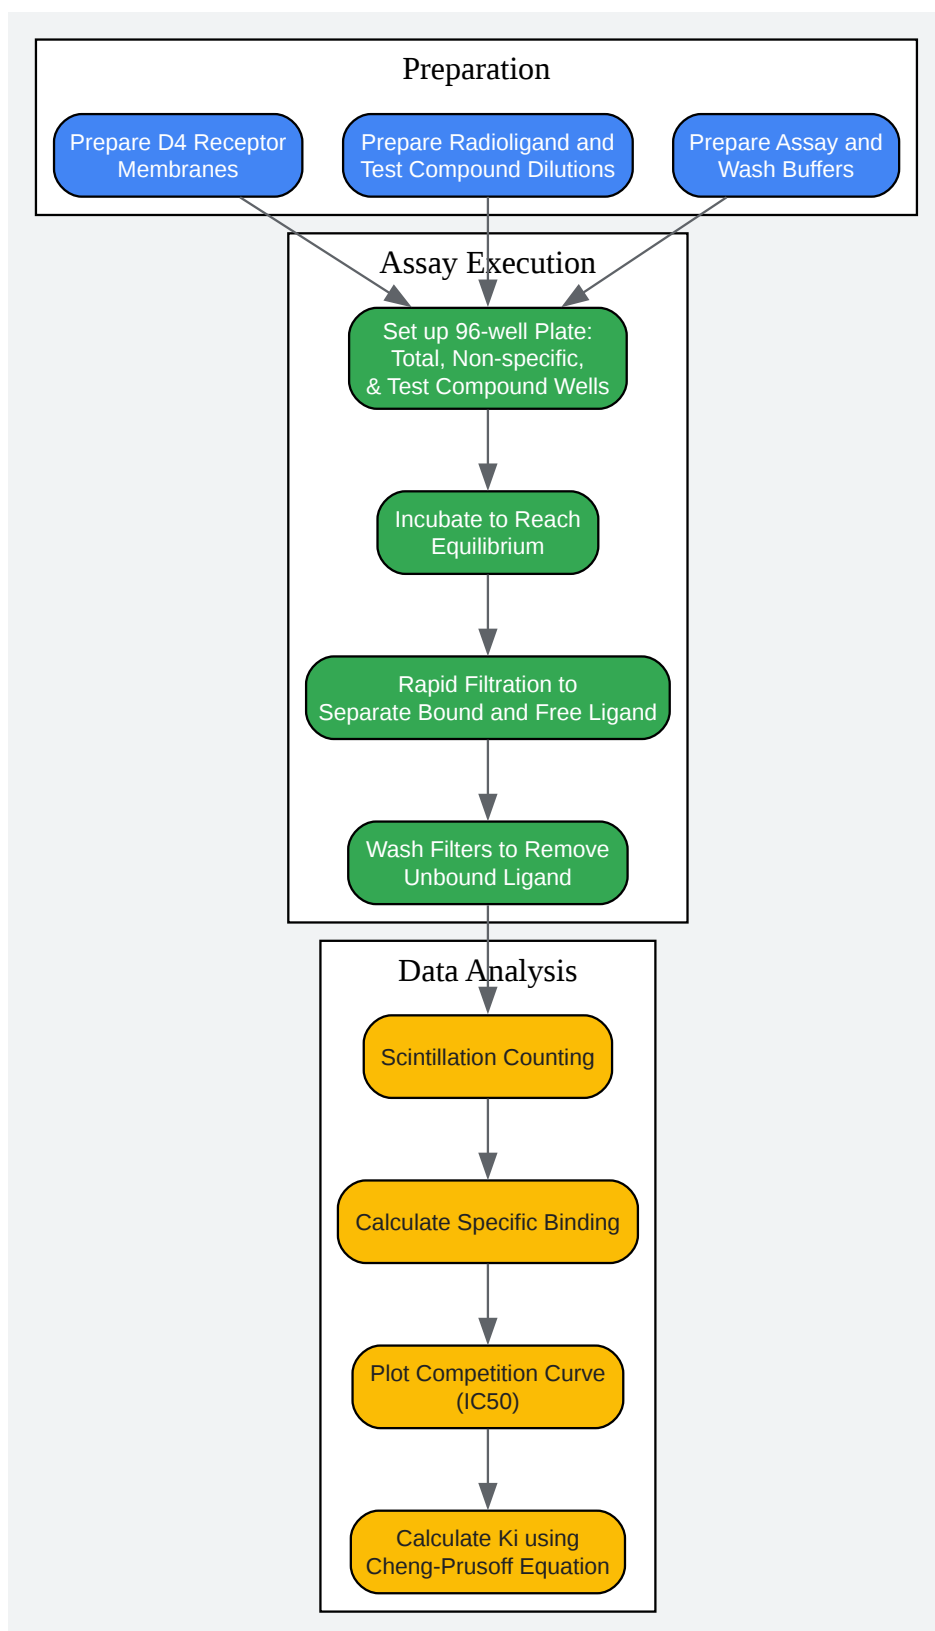 Preparation
Prepare D4 Receptor
Membranes
Prepare Radioligand and
Test Compound Dilutions
Prepare Assay and
Wash Buffers
Assay Execution
Set up 96-well Plate:
Total, Non-specific,
& Test Compound Wells
Incubate to Reach
Equilibrium
Rapid Filtration to
Separate Bound and Free Ligand
Wash Filters to Remove
Unbound Ligand
Data Analysis
Scintillation Counting
Calculate Specific Binding
Plot Competition Curve
(IC50)
Calculate Ki using
Cheng-Prusoff Equation